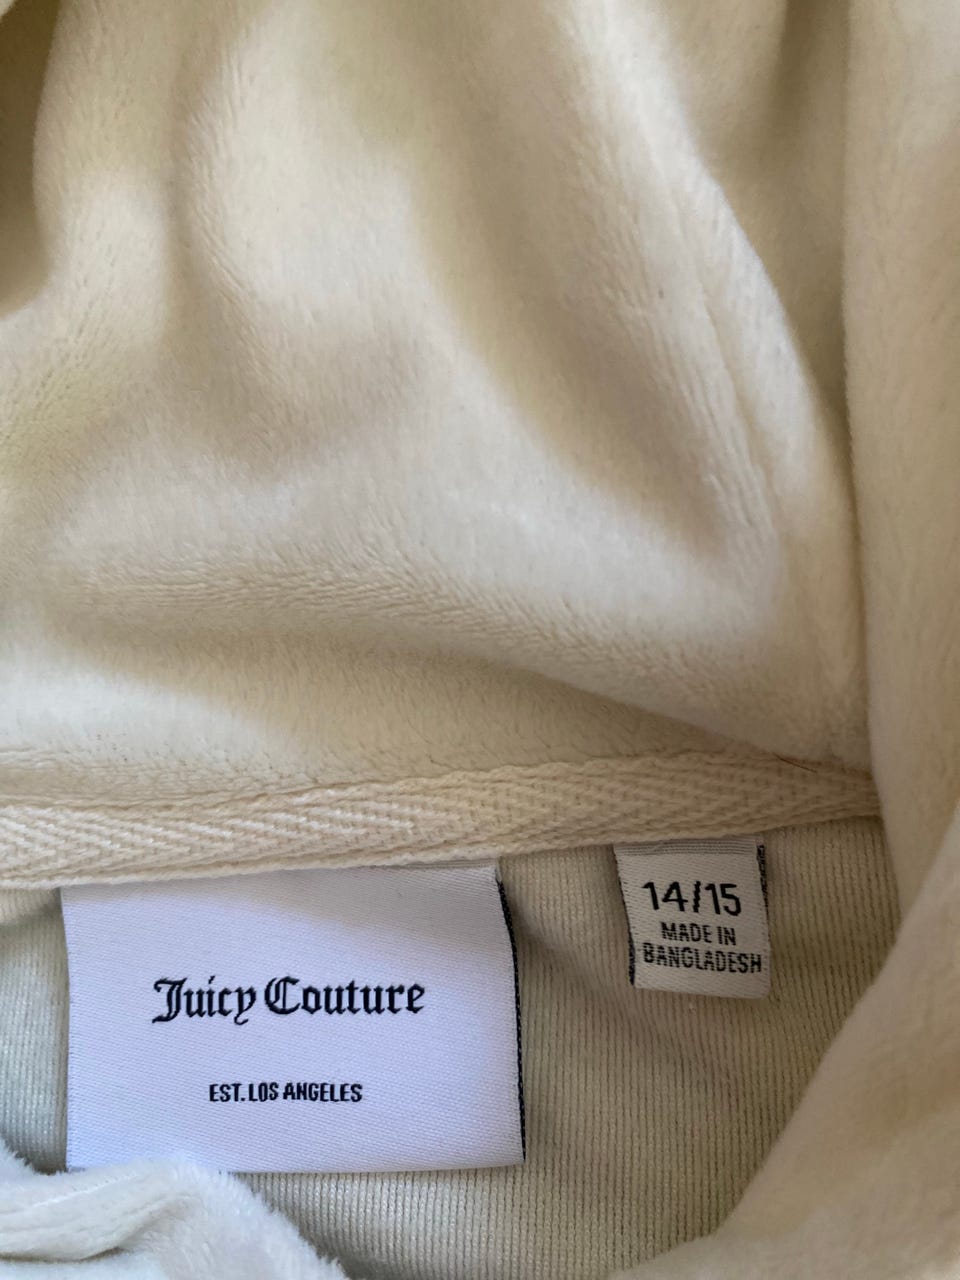 Juicy Couture
EST. LOS ANGELES
14/15
MADE IN
BANGLADESH